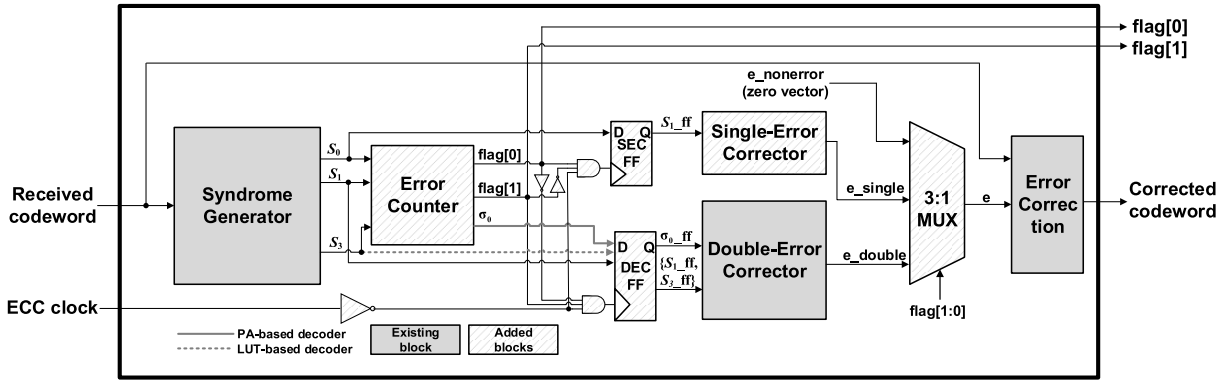 flag[0]
flag[1]
e_nonerror
(zero vector)
S₁_ff
D Q
SEC
FF
Single-Error
Corrector
S₀
S₁
S₃
Syndrome
Generator
Error
Counter
flag[0]
flag[1]
σ₀
Received
codeword
e_single
3:1
MUX
e
Error
Correc
tion
Corrected
codeword
D Q
DEC
FF
σ₀_ff
{S₁_ff,
S₃_ff}
Double-Error
Corrector
e_double
flag[1:0]
ECC clock
PA-based decoder
LUT-based decoder
Existing
block
Added
blocks